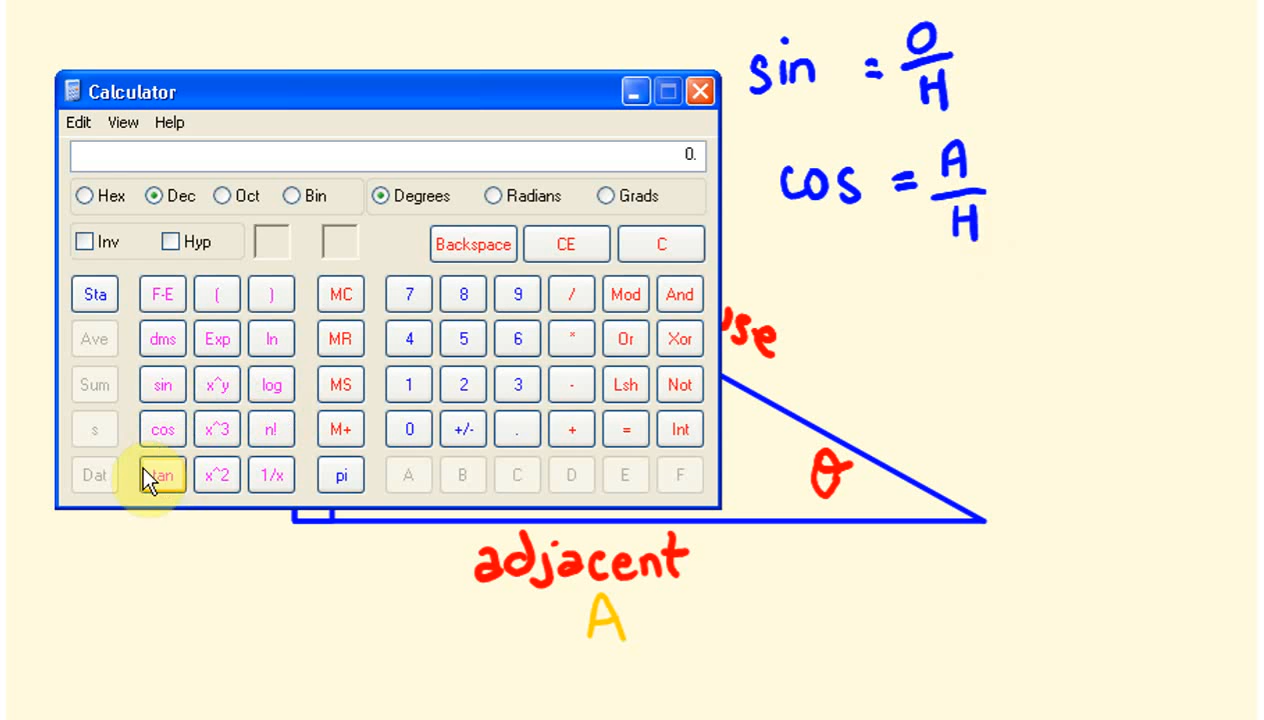 sin = O/H
cos = A/H
Calculator
Edit View Help
0.
Hex Dec Oct Bin Degrees Radians Grads
Inv Hyp Backspace CE C
Sta F-E ( ) MC 7 8 9 / Mod And
Ave dms Exp ln MR 4 5 6 * Or Xor
Sum sin x^y log MS 1 2 3 - Lsh Not
s cos x^3 n! M+ 0 +/- . + = Int
Dat tan x^2 1/x pi A B C D E F
use
θ
adjacent
A